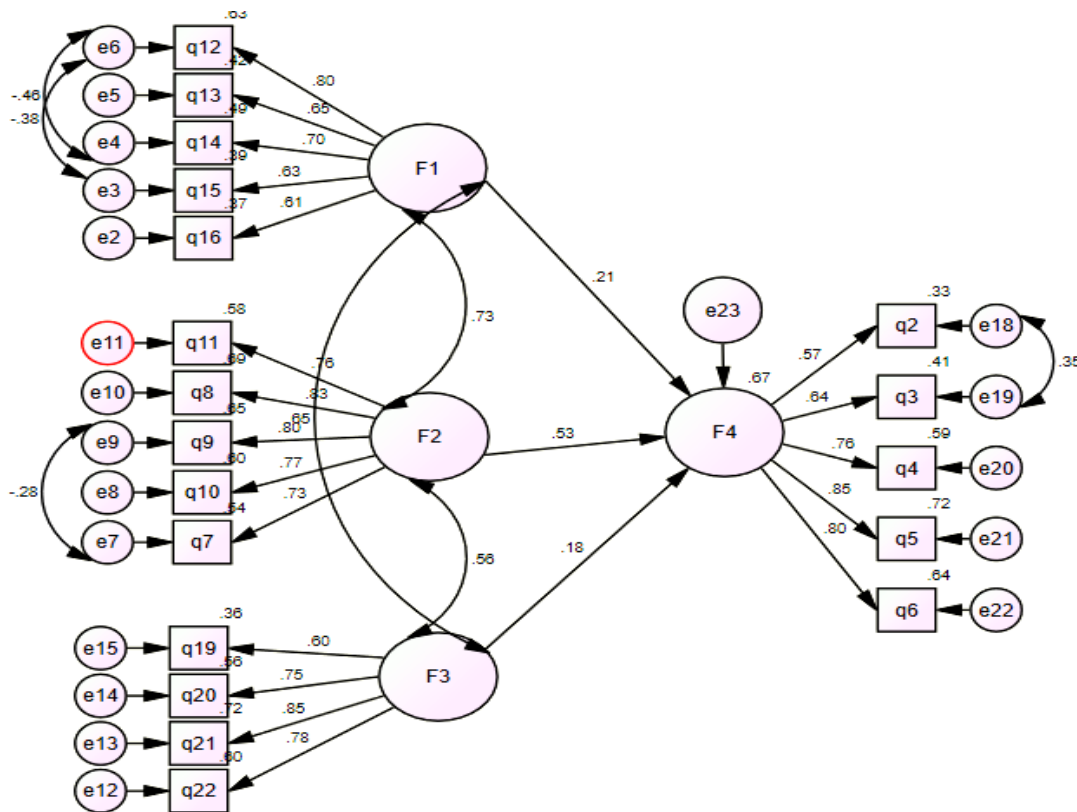 .63
e6 q12
.42 .80
e5 q13
-.46 .49 .65
-.38
e4 q14 .70
.39 F1
e3 q15 .63
.37 .61
e2 q16
.21
.58 e23 .33
.73 q2 e18
e11 q11 .57
.69 .76 .67 .41 .35
e10 q8 .83 .64 q3 e19
.65 .65
e9 q9 .80 F2 .53 F4 .59
.60 .76 q4 e20
-.28 e8 q10 .77 .85 .72
.54 .73 .80 q5 e21
e7 q7 .18
.56 .64
q6 e22
.36
e15 q19 .60
.56
e14 q20 .75 F3
.72 .85
e13 q21
.60 .78
e12 q22